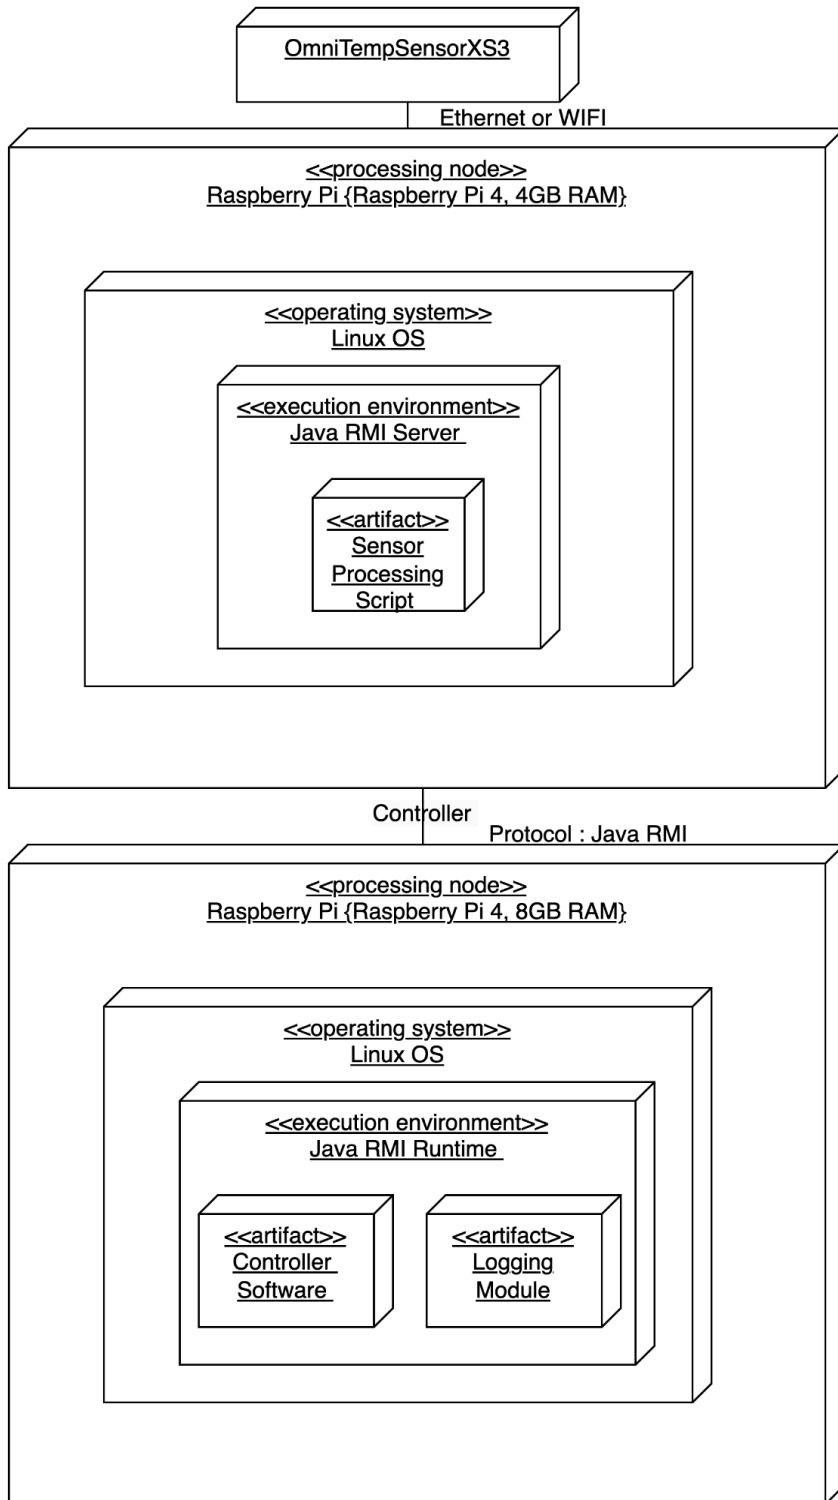 OmniTempSensorXS3
Ethernet or WIFI
<<processing node>>
Raspberry Pi {Raspberry Pi 4, 4GB RAM}
<<operating system>>
Linux OS
<<execution environment>>
Java RMI Server
<<artifact>>
Sensor
Processing
Script
Controller
Protocol : Java RMI
<<processing node>>
Raspberry Pi {Raspberry Pi 4, 8GB RAM}
<<operating system>>
Linux OS
<<execution environment>>
Java RMI Runtime
<<artifact>>
Controller
Software
<<artifact>>
Logging
Module